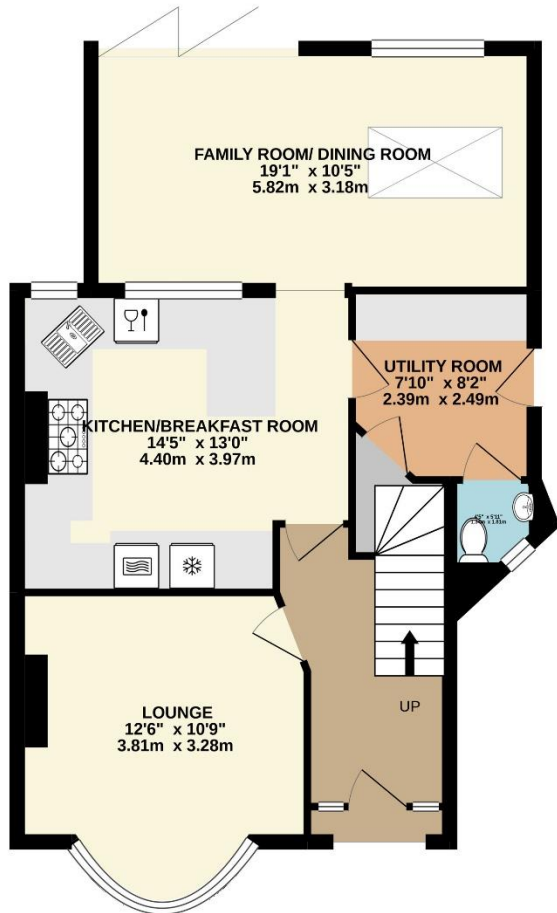 FAMILY ROOM/ DINING ROOM
19'1" x 10'5"
5.82m x 3.18m
UTILITY ROOM
7'10" x 8'2"
2.39m x 2.49m
KITCHEN/BREAKFAST ROOM
14'5" x 13'0"
4.40m x 3.97m
LOUNGE
12'6" x 10'9"
3.81m x 3.28m
UP